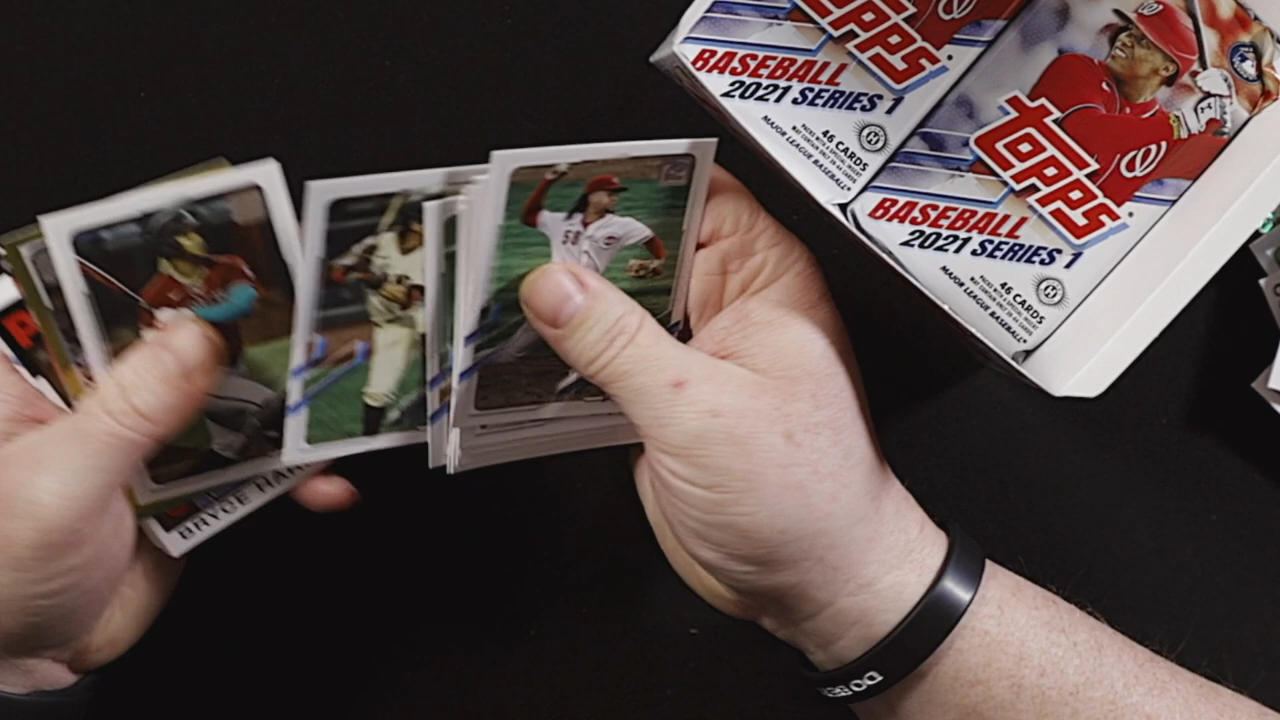 TOPPS
BASEBALL
2021 SERIES 1
46 CARDS
MAJOR LEAGUE BASEBALL
TOPPS
BASEBALL
2021 SERIES 1
46 CARDS
MAJOR LEAGUE BASEBALL
58
BRYCE
DO